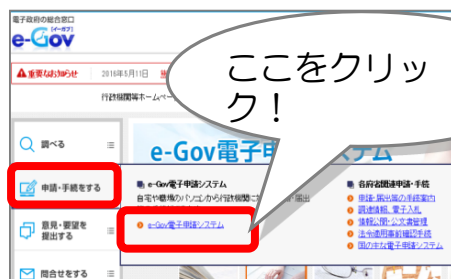 電子政府の総合窓口
(イーガブ)
e-Gov
重要なお知らせ
2016年5月11日
行政機関等ホームペー
ここをクリッ
ク！
調べる
e-Gov電子申
ステム
申請・手続をする
e-Gov電子申請システム
自宅や職場のパソコンから行政機関に
届出
e-Gov電子申請システム
各府省関連申請・手続
申請・届出等の手続案内
調達情報、電子入札
情報公開・公文書管理
法令適用事前確認手続
国の主な電子申請システム
意見・要望を
提出する
問合せをする